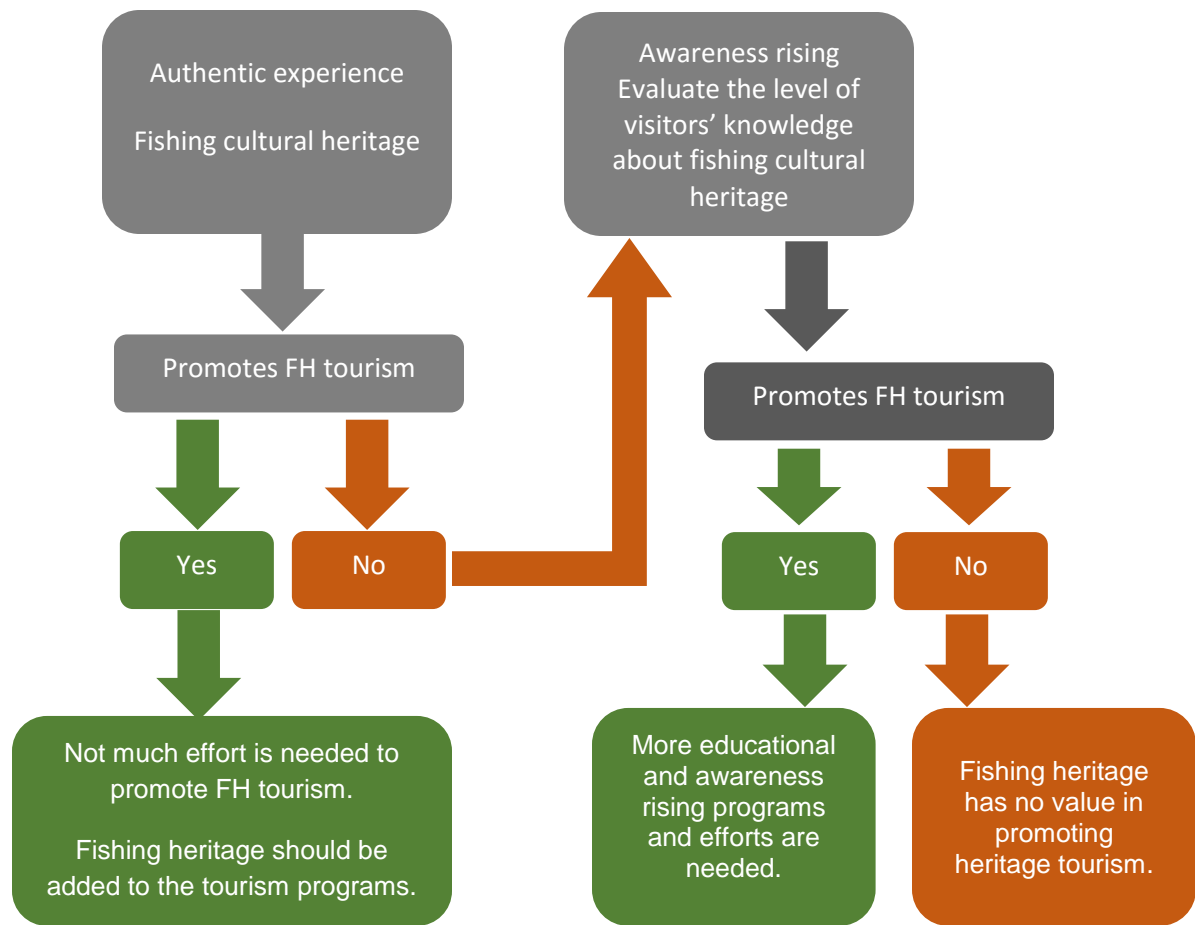 Authentic experience
Fishing cultural heritage
Promotes FH tourism
Yes
No
Not much effort is needed to
promote FH tourism.
Fishing heritage should be
added to the tourism programs.
Awareness rising
Evaluate the level of
visitors’ knowledge
about fishing cultural
heritage
Promotes FH tourism
Yes
No
More educational
and awareness
rising programs
and efforts are
needed.
Fishing heritage
has no value in
promoting
heritage tourism.